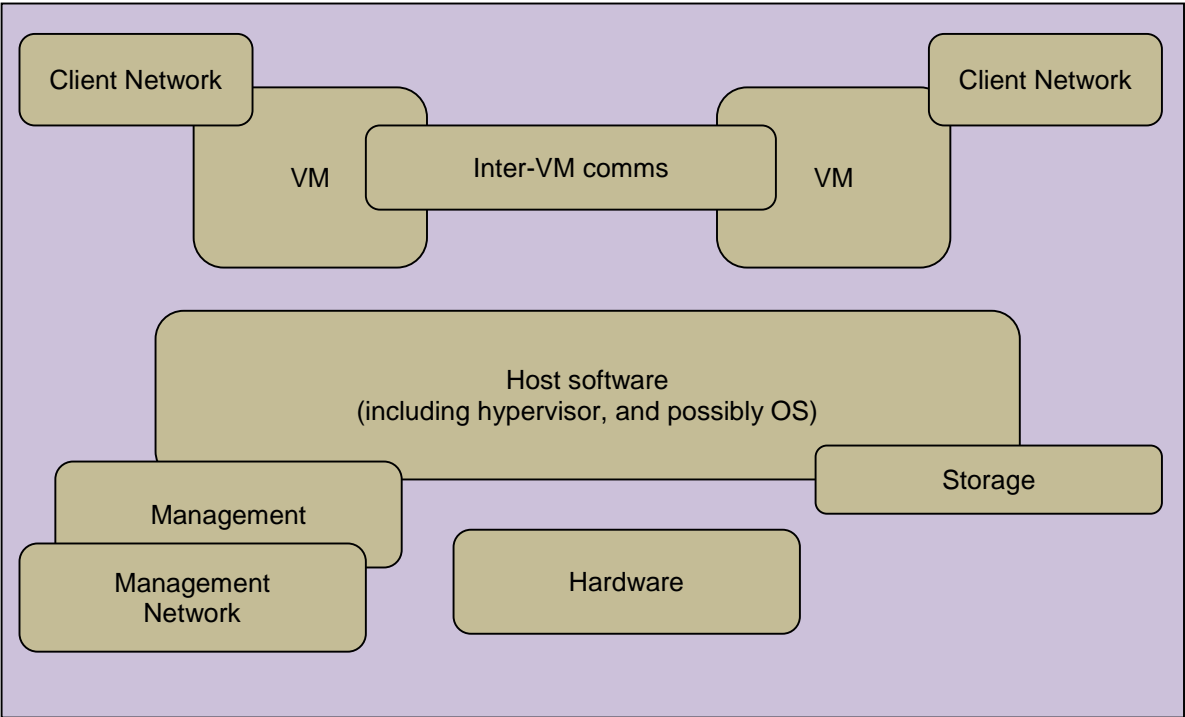 Client Network
Client Network
VM
Inter-VM comms
VM
Host software
(including hypervisor, and possibly OS)
Storage
Management
Hardware
Management
Network